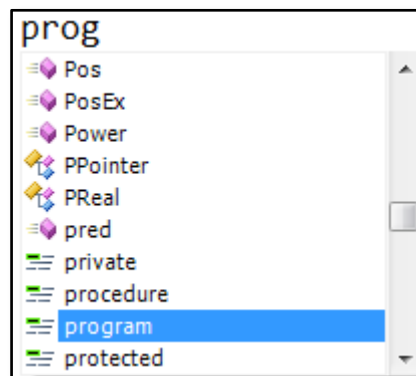 prog
Pos
PosEx
Power
PPointer
PReal
pred
private
procedure
program
protected